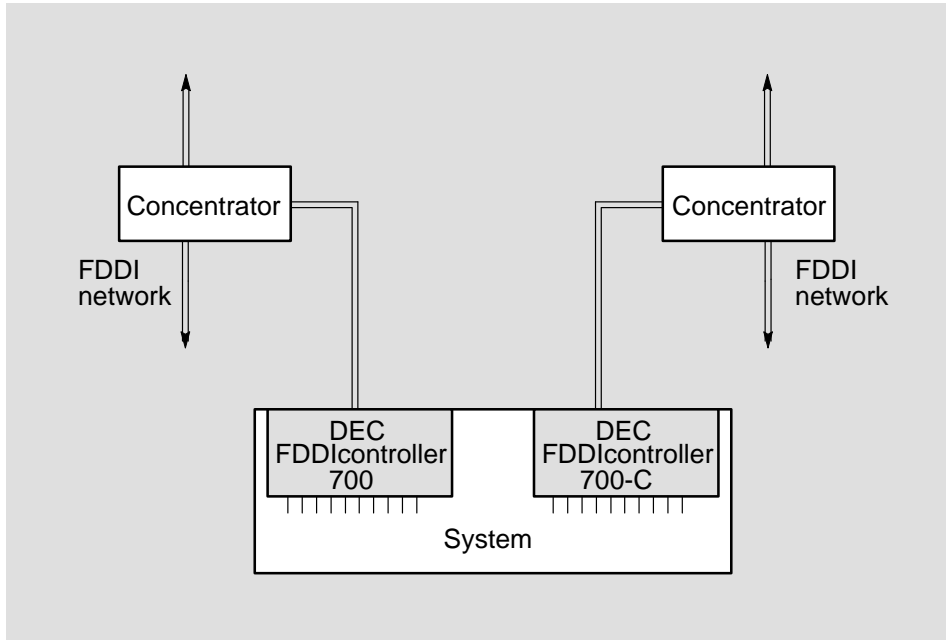 Concentrator
Concentrator
FDDI
network
FDDI
network
DEC
FDDIcontroller
700
DEC
FDDIcontroller
700-C
System